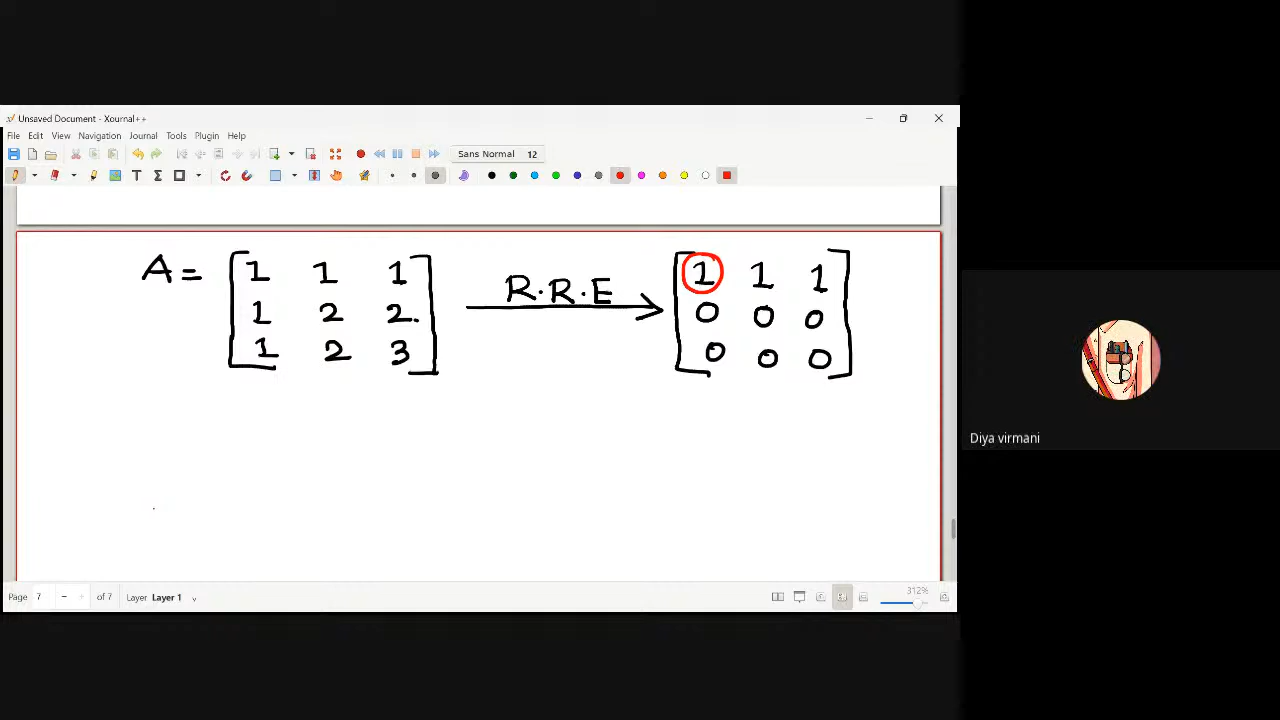 Unsaved Document - Xournal++
File Edit View Navigation Journal Tools Plugin Help
Sans Normal 12
A = [1 1 1 R.R.E [1 1 1
1 2 2. 0 0 0
1 2 3] 0 0 0]
Diya virmani
Page 7 of 7 Layer Layer 1 312%